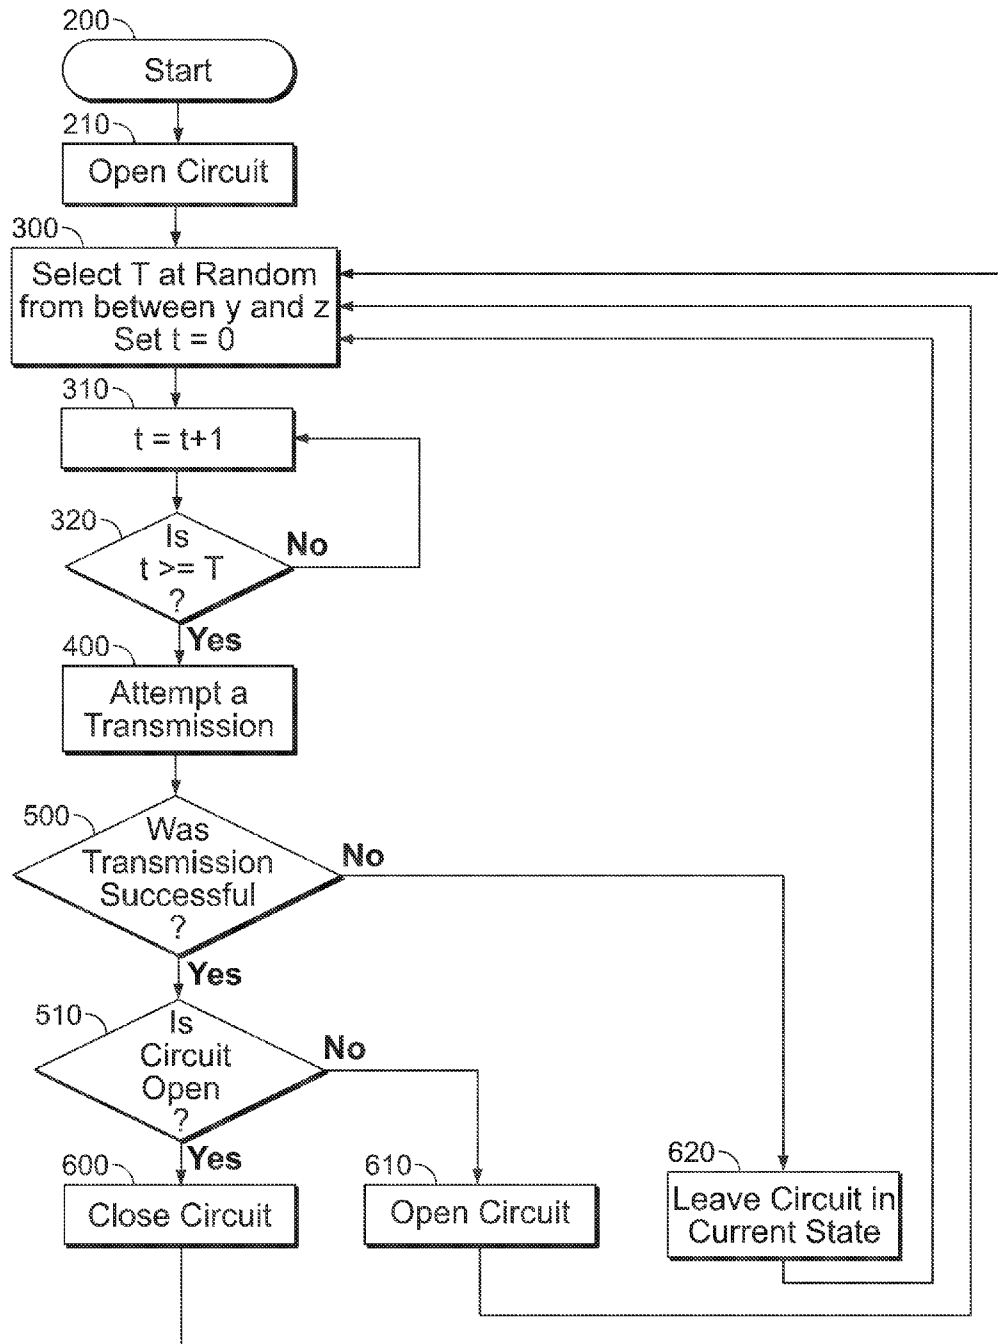 200
Start
210
Open Circuit
300
Select T at Random
from between y and z
Set t = 0
310
t = t+1
320
Is
t >= T
?
No
Yes
400
Attempt a
Transmission
500
Was
Transmission
Successful
?
No
Yes
510
Is
Circuit
Open
?
No
Yes
600
Close Circuit
610
Open Circuit
620
Leave Circuit in
Current State